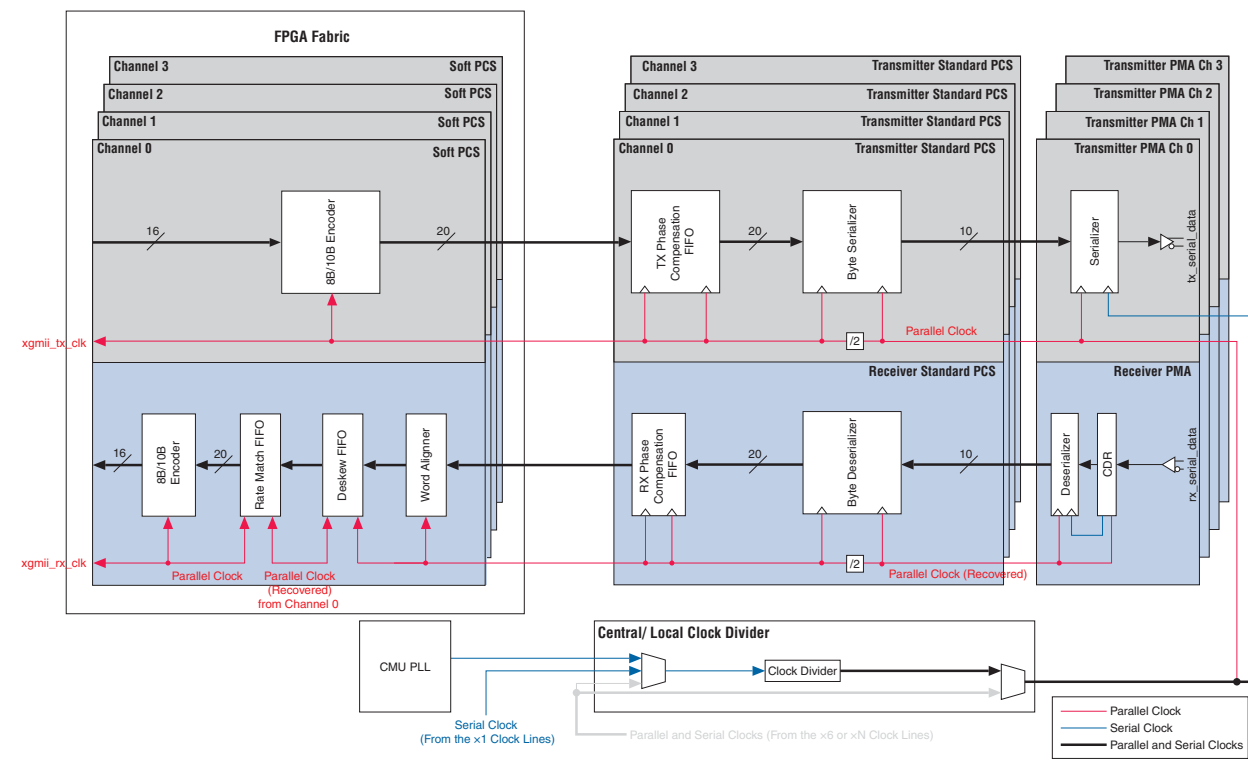 FPGA Fabric
Channel 3 Soft PCS
Channel 2 Soft PCS
Channel 1 Soft PCS
Channel 0 Soft PCS
16
8B/10B Encoder
20
xgmii_tx_clk
Channel 3 Transmitter Standard PCS
Channel 2 Transmitter Standard PCS
Channel 1 Transmitter Standard PCS
Channel 0 Transmitter Standard PCS
TX Phase
Compensation
FIFO
20
Byte Serializer
10
/2
Parallel Clock
Transmitter PMA Ch 3
Transmitter PMA Ch 2
Transmitter PMA Ch 1
Transmitter PMA Ch 0
Serializer
tx_serial_data
16
8B/10B
Encoder
20
Rate Match FIFO
Deskew FIFO
Word Alignner
xgmii_rx_clk
Parallel Clock
Parallel Clock
(Recovered)
from Channel 0
Receiver Standard PCS
RX Phase
Compensation
FIFO
20
Byte Deserializer
10
/2
Parallel Clock (Recovered)
Receiver PMA
Deserializer
CDR
rx_serial_data
CMU PLL
Central/ Local Clock Divider
Clock Divider
Serial Clock
(From the ×1 Clock Lines)
Parallel and Serial Clocks (From the ×6 or ×N Clock Lines)
Parallel Clock
Serial Clock
Parallel and Serial Clocks